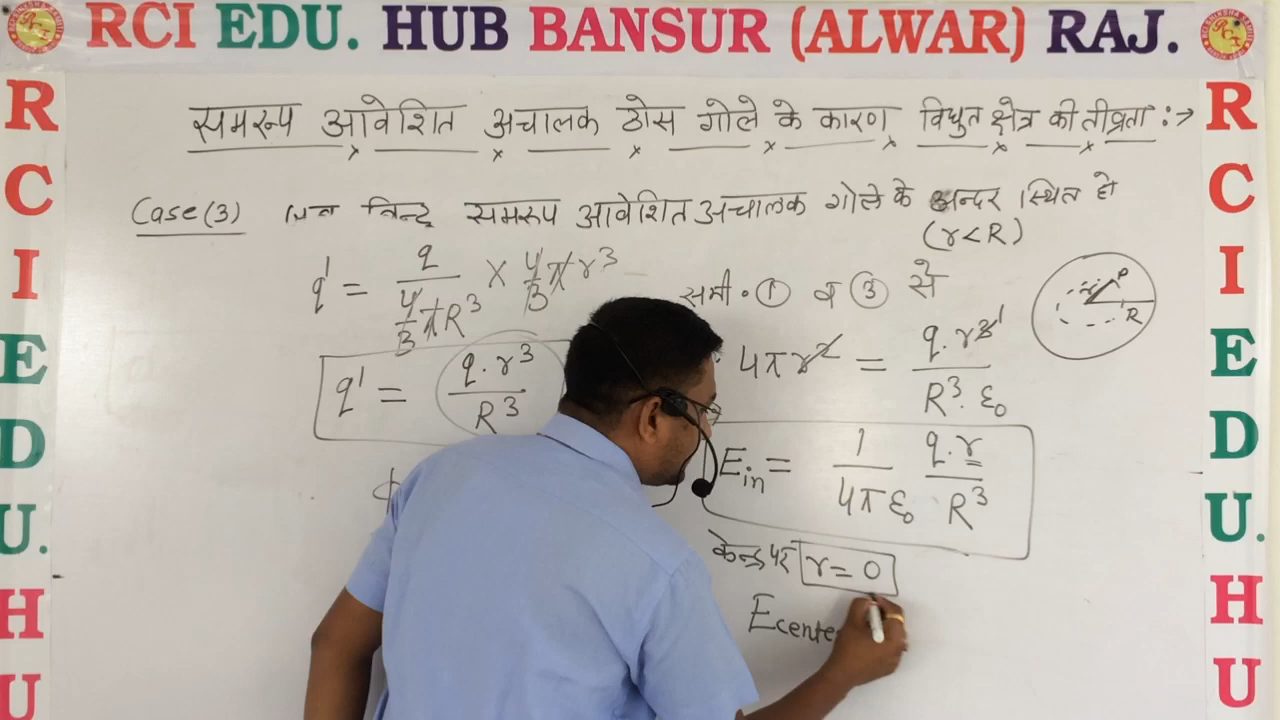 RCI EDU. HUB BANSUR (ALWAR) RAJ.
समरूप आवेशित अचालक ठोस गोले के कारण विधुत क्षेत्र की तीव्रता :→
Case (3) जब बिन्दु समरूप आवेशित अचालक गोले के अन्दर स्थित हो
(r<R)
q' = q / 4/3 πR³ × 4/3 πr³
q' = q.r³ / R³
ϕ
समी. ① व ③ से
4πr² = q.r³ / R³.ε₀
E_in = 1 / 4πε₀ q.r / R³
केन्द्र पर r = 0
Ecente
P
r
R
R
C
I
E
D
U.
H
U
R
C
I
E
D
U.
H
U